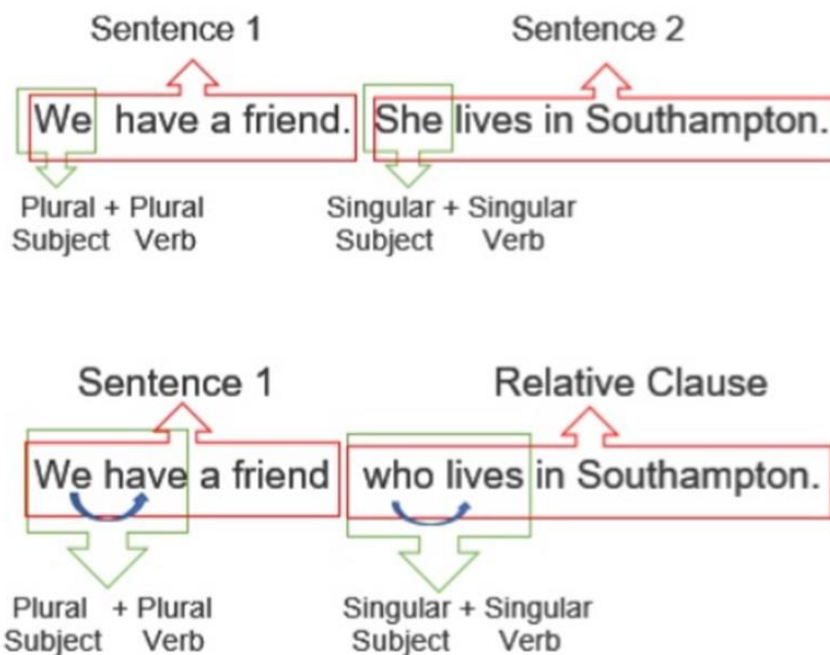 Sentence 1 Sentence 2
We have a friend. She lives in Southampton.
Plural + Plural Singular + Singular
Subject Verb Subject Verb
Sentence 1 Relative Clause
We have a friend who lives in Southampton.
Plural + Plural Singular + Singular
Subject Verb Subject Verb